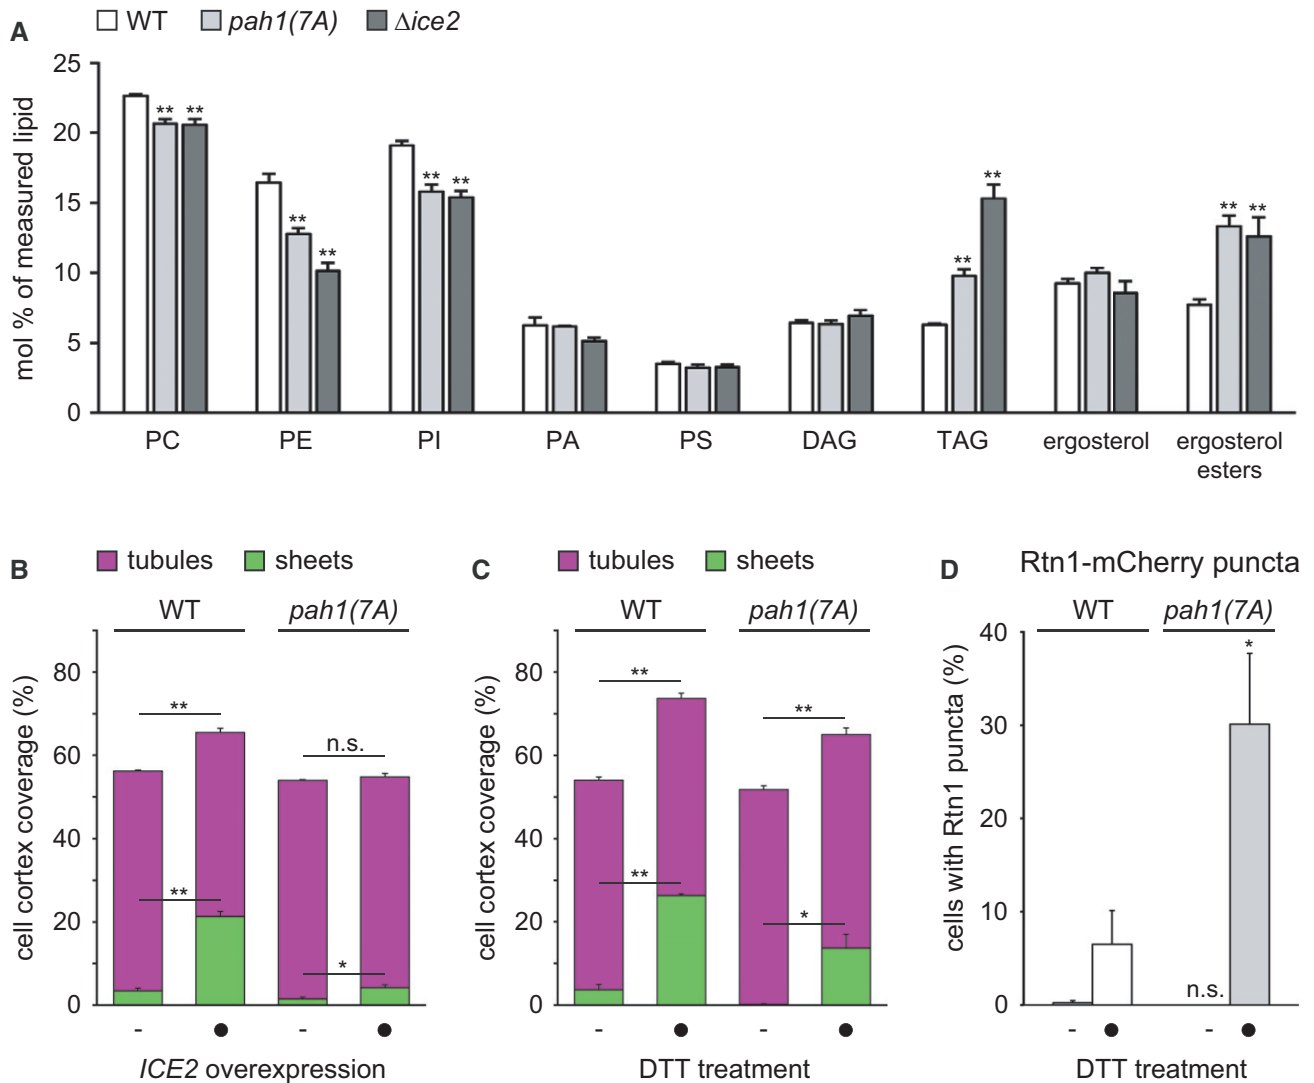 A
WT pah1(7A) Δice2
mol % of measured lipid
25
20
15
10
5
0
** **
** **
** **
** **
** **
PC PE PI PA PS DAG TAG ergosterol ergosterol esters
B
tubules sheets
WT pah1(7A)
cell cortex coverage (%)
80
60
40
20
0
** n.s.
** *
- ● - ●
ICE2 overexpression
C
tubules sheets
WT pah1(7A)
cell cortex coverage (%)
80
60
40
20
0
** **
** *
- ● - ●
DTT treatment
D
Rtn1-mCherry puncta
WT pah1(7A)
cells with Rtn1 puncta (%)
40
30
20
10
0
*
n.s.
- ● - ●
DTT treatment